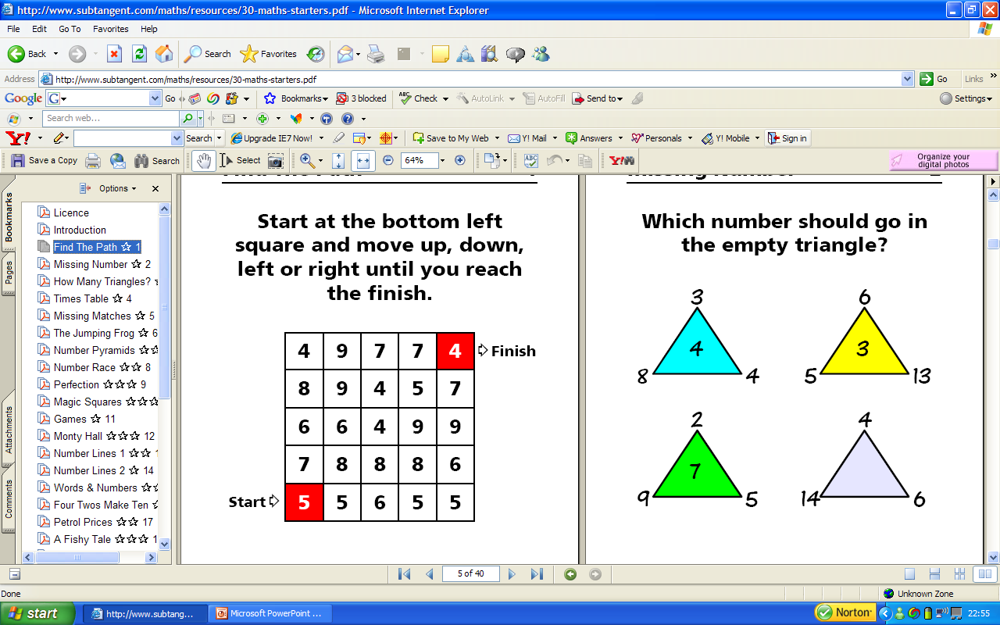 http://www.subtangent.com/maths/resources/30-maths-starters.pdf - Microsoft Internet Explorer
File Edit Go To Favorites Help
Back Search Favorites
Address http://www.subtangent.com/maths/resources/30-maths-starters.pdf Go Links »
Google G Go Bookmarks 3 blocked ABC Check AutoLink AutoFill Send to Settings
Search web...
Y! Search Upgrade IE7 Now! Save to My Web Y! Mail Answers Personals Y! Mobile Sign in
Save a Copy Search Select 64% Y! Organize your
digital photos
Bookmarks
Pages
Attachments
Comments
Options
Licence
Introduction
Find The Path ☆ 1
Missing Number ☆ 2
How Many Triangles?
Times Table ☆ 4
Missing Matches ☆ 5
The Jumping Frog ☆ 6
Number Pyramids ☆☆
Number Race ☆☆ 8
Perfection ☆☆☆ 9
Magic Squares ☆☆☆
Games ☆ 11
Monty Hall ☆☆☆ 12
Number Lines 1 ☆☆ 1
Number Lines 2 ☆ 14
Words & Numbers ☆☆
Four Twos Make Ten ☆
Petrol Prices ☆☆ 17
A Fishy Tale ☆☆☆ 1
Start at the bottom left
square and move up, down,
left or right until you reach
the finish.
4 9 7 7 4 Finish
8 9 4 5 7
6 6 4 9 9
7 8 8 8 6
Start 5 5 6 5 5
Which number should go in
the empty triangle?
3 6
4 3
8 4 5 13
2 4
7
9 5 14 6
5 of 40
Done Unknown Zone
start http://www.subtang... Microsoft PowerPoint ... Norton 22:55